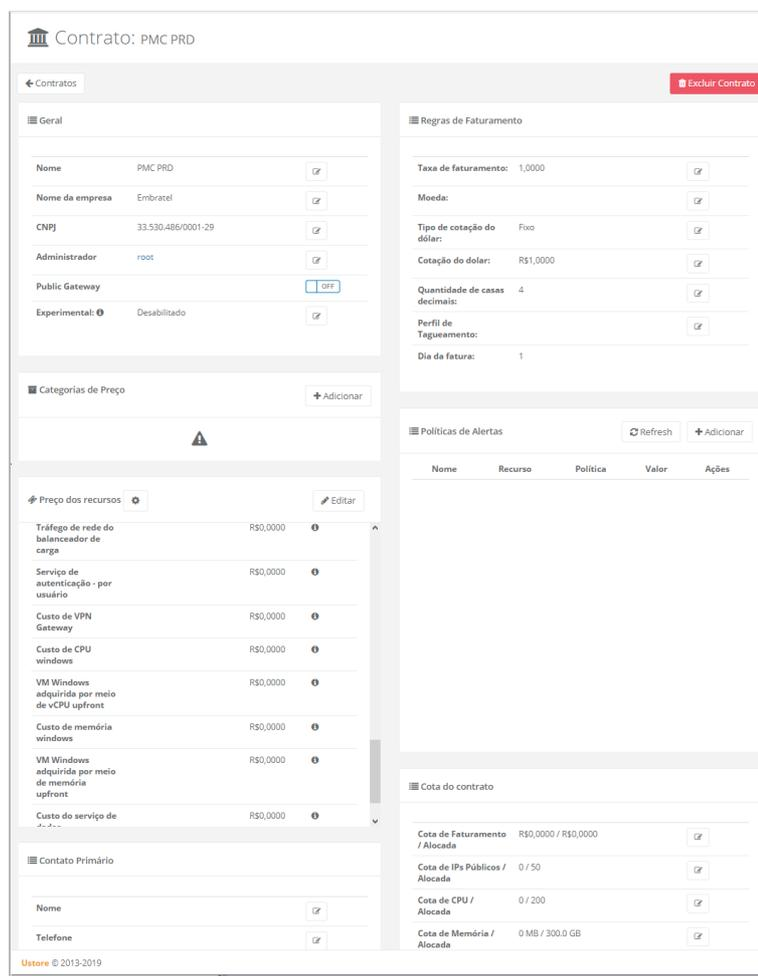 Contrato: PMC PRD
Contratos
Excluir Contrato
Geral
Nome PMC PRD
Nome da empresa Embratel
CNPJ 33.530.486/0001-29
Administrador root
Public Gateway OFF
Experimental: Desabilitado
Categorias de Preço
Adicionar
Preço dos recursos
Editar
Tráfego de rede do R$0,0000
balanceador de
carga
Serviço de R$0,0000
autenticação - por
usuário
Custo de VPN R$0,0000
Gateway
Custo de CPU R$0,0000
windows
VM Windows R$0,0000
adquirida por meio
de vCPU upfront
Custo de memória R$0,0000
windows
VM Windows R$0,0000
adquirida por meio
de memória
upfront
Custo do serviço de R$0,0000
dados
Contato Primário
Nome
Telefone
Regras de Faturamento
Taxa de faturamento: 1,0000
Moeda:
Tipo de cotação do Fixo
dólar:
Cotação do dolar: R$1,0000
Quantidade de casas 4
decimais:
Perfil de
Tagueamento:
Dia da fatura: 1
Políticas de Alertas
Refresh
Adicionar
Nome Recurso Política Valor Ações
Cota do contrato
Cota de Faturamento R$0,0000 / R$0,0000
/ Alocada
Cota de IPs Públicos / 0 / 50
Alocada
Cota de CPU / 0 / 200
Alocada
Cota de Memória / 0 MB / 300.0 GB
Alocada
Ustore © 2013-2019